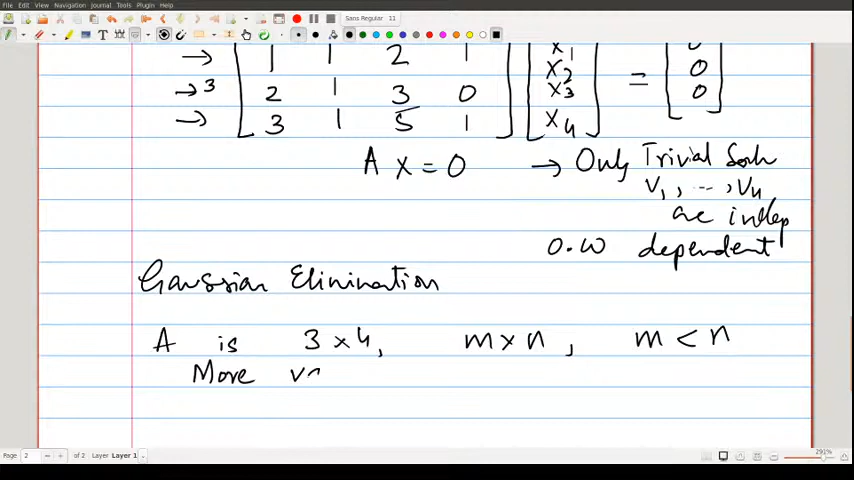 File Edit View Navigation Journal Tools Plugin Help
Sans Regular 11
→ [ 1 1 2 1 ] [ x1 0
→3 2 1 3 0 x2 x3 = 0
→ 3 1 5 1 x4 0
A x = 0 → Only Trivial Soln
v1, ..., v4
are indep
O.W dependent
Gaussian Elimination
A is 3 x 4, m x n, m < n
More
Page 2 of 2 Layer Layer 1 291%